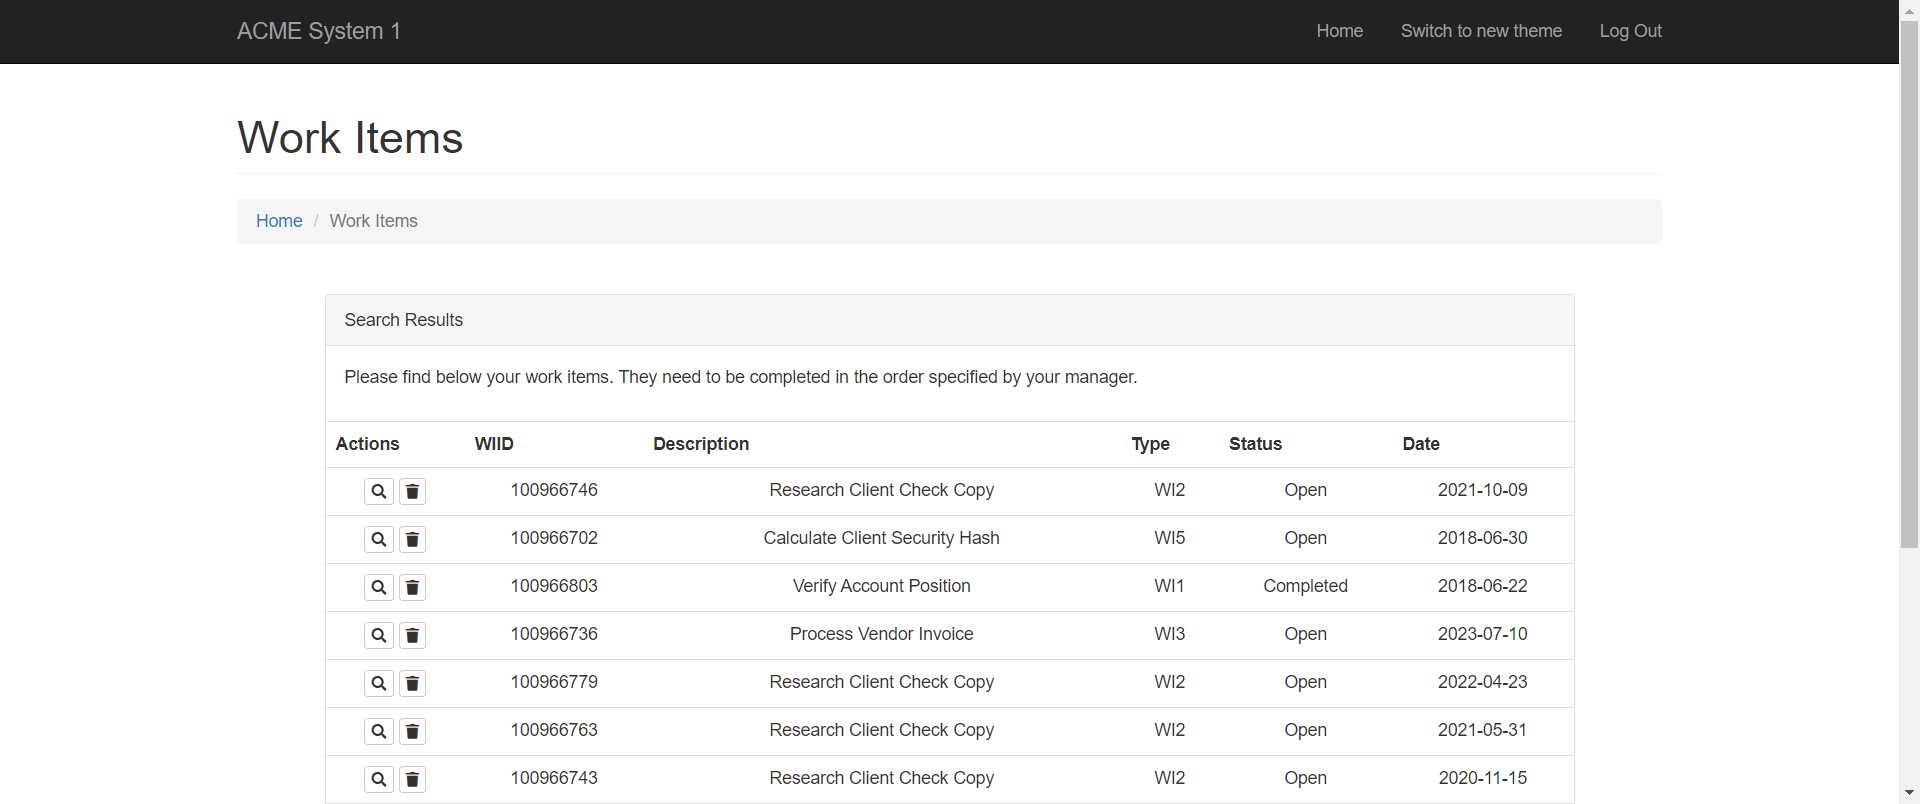 ACME System 1 Home Switch to new theme Log Out
Work Items
Home / Work Items
Search Results
Please find below your work items. They need to be completed in the order specified by your manager.
Actions WIID Description Type Status Date
100966746 Research Client Check Copy WI2 Open 2021-10-09
100966702 Calculate Client Security Hash WI5 Open 2018-06-30
100966803 Verify Account Position WI1 Completed 2018-06-22
100966736 Process Vendor Invoice WI3 Open 2023-07-10
100966779 Research Client Check Copy WI2 Open 2022-04-23
100966763 Research Client Check Copy WI2 Open 2021-05-31
100966743 Research Client Check Copy WI2 Open 2020-11-15